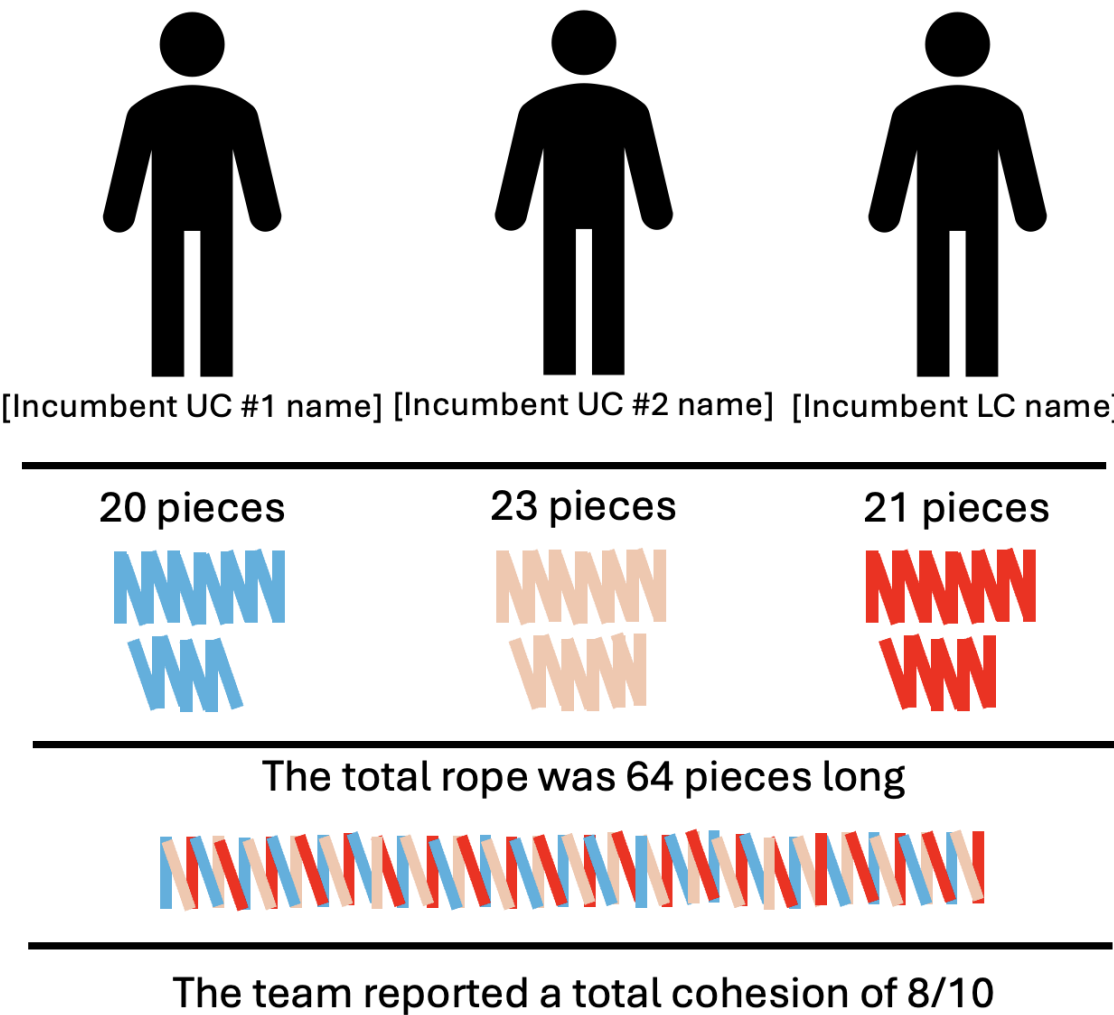 [Incumbent UC #1 name] [Incumbent UC #2 name] [Incumbent LC name]
20 pieces 23 pieces 21 pieces
The total rope was 64 pieces long
The team reported a total cohesion of 8/10